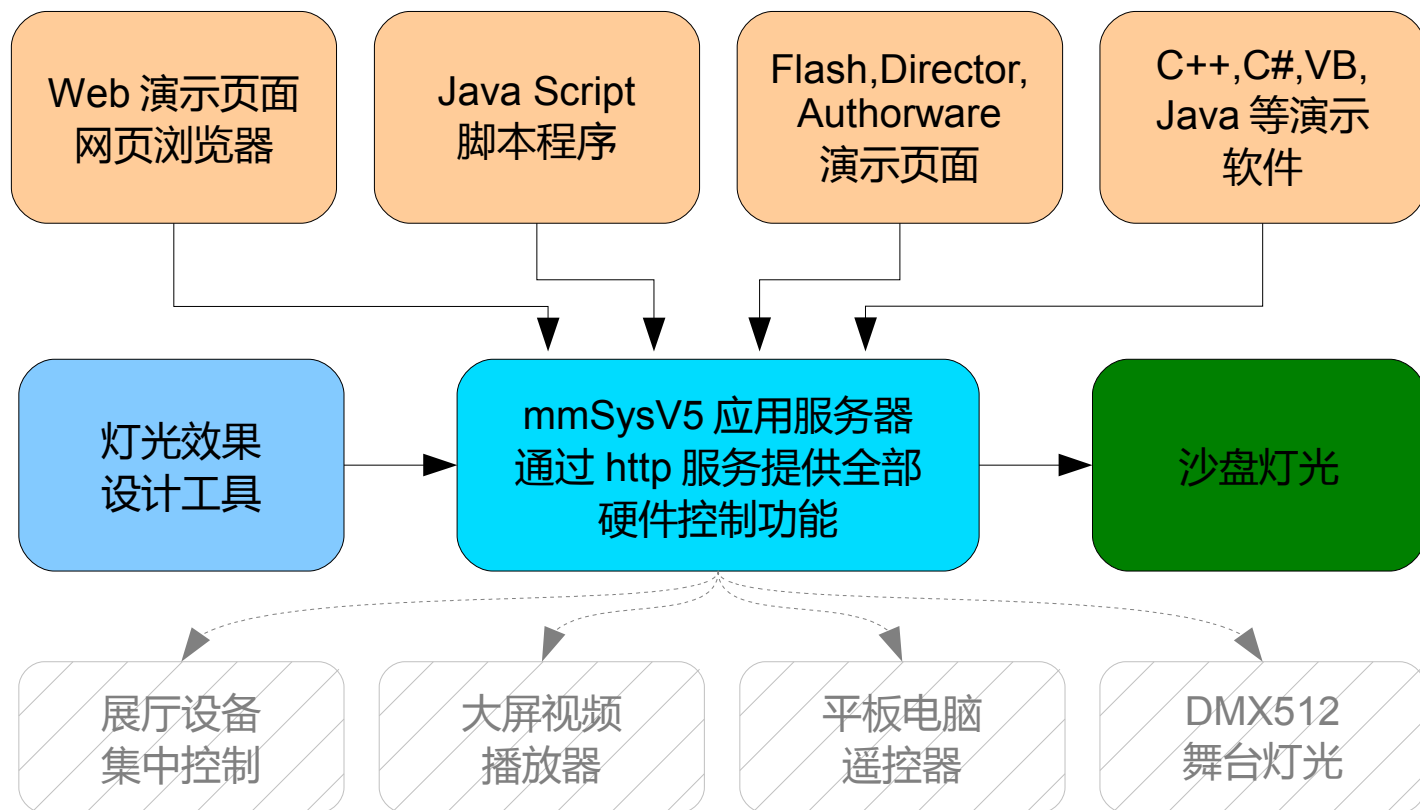 Web 演示页面
网页浏览器
Java Script
脚本程序
Flash,Director,
Authorware
演示页面
C++,C#,VB,
Java 等演示
软件
灯光效果
设计工具
mmSysV5 应用服务器
通过 http 服务提供全部
硬件控制功能
沙盘灯光
展厅设备
集中控制
大屏视频
播放器
平板电脑
遥控器
DMX512
舞台灯光